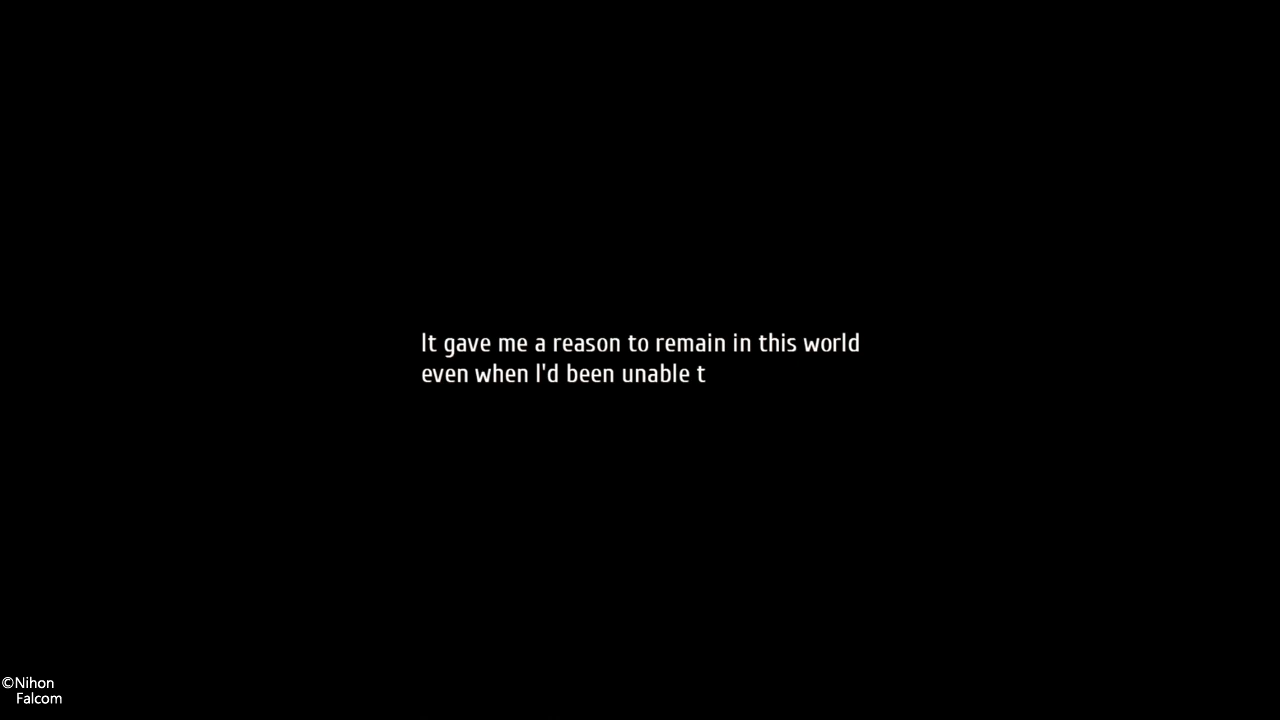 It gave me a reason to remain in this world
even when I'd been unable t
©Nihon
Falcom